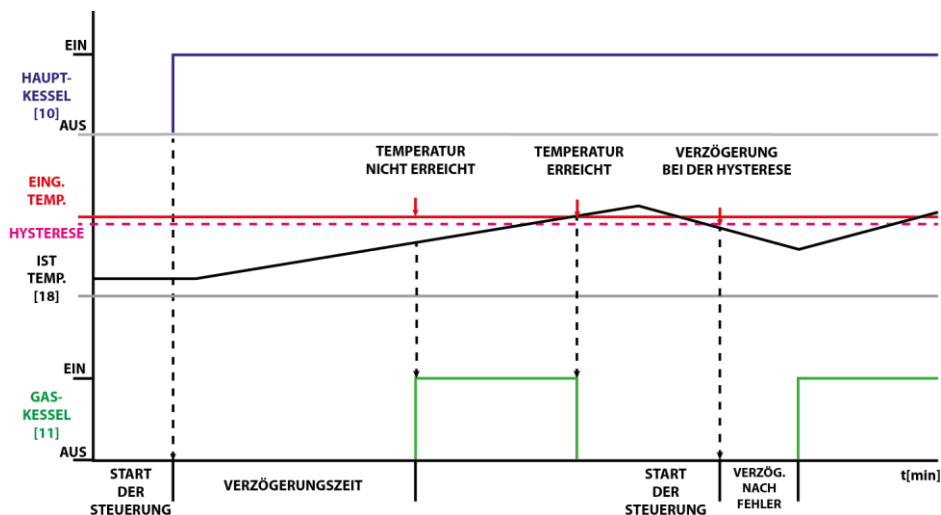 EIN
HAUPT-
KESSEL
[10]
AUS
TEMPERATUR
NICHT ERREICHT
TEMPERATUR
ERREICHT
VERZÖGERUNG
BEI DER HYSTERESE
EING.
TEMP.
HYSTERESE
IST
TEMP.
[18]
EIN
GAS-
KESSEL
[11]
AUS
START
DER
STEUERUNG
VERZÖGERUNGSZEIT
START
DER
STEUERUNG
VERZÖG.
NACH
FEHLER
t[min]